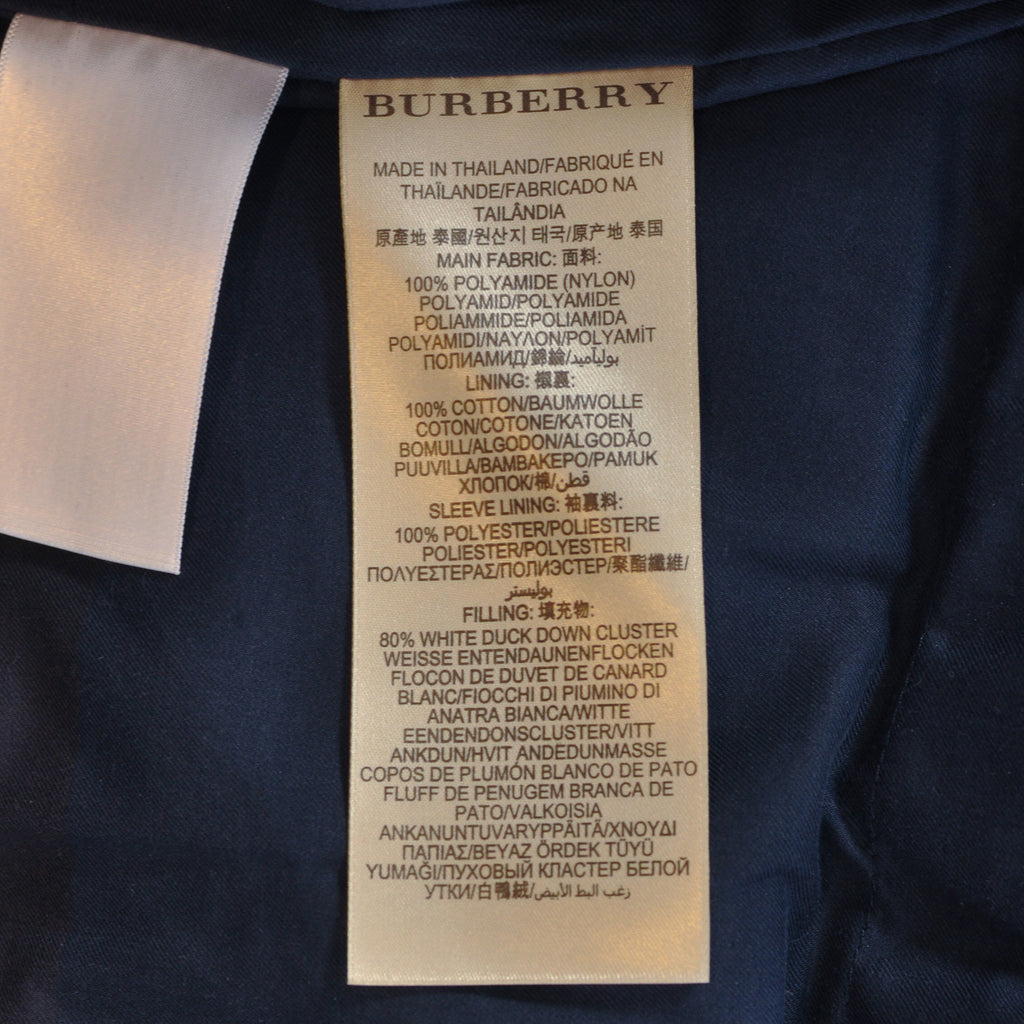 BURBERRY
MADE IN THAILAND/FABRIQUÉ EN
THAÏLANDE/FABRICADO NA
TAILÂNDIA
原產地 泰國/원산지 태국/原产地 泰国
MAIN FABRIC: 面料:
100% POLYAMIDE (NYLON)
POLYAMID/POLYAMIDE
POLIAMMIDE/POLIAMIDA
POLYAMIDI/ΝΑΥΛΟΝ/POLYAMİT
ПОЛИАМИД/錦綸/بوليآميد
LINING: 襯裏:
100% COTTON/BAUMWOLLE
COTON/COTONE/KATOEN
BOMULL/ALGODON/ALGODÃO
PUUVILLA/ΒΑΜΒΑΚΕΡΟ/PAMUK
ХЛОПОК/棉/قطن
SLEEVE LINING: 袖裏料:
100% POLYESTER/POLIESTERE
POLIESTER/POLYESTERI
ΠΟΛΥΕΣΤΕΡΑΣ/ПОЛИЭСТЕР/聚酯纖維/
بوليستر
FILLING: 填充物:
80% WHITE DUCK DOWN CLUSTER
WEISSE ENTENDAUNENFLOCKEN
FLOCON DE DUVET DE CANARD
BLANC/FIOCCHI DI PIUMINO DI
ANATRA BIANCA/WITTE
EENDENDONSCLUSTER/VITT
ANKDUN/HVIT ANDEDUNMASSE
COPOS DE PLUMÓN BLANCO DE PATO
FLUFF DE PENUGEM BRANCA DE
PATO/VALKOISIA
ANKANUNTUVARYPPÄITÄ/ΧΝΟΥΔΙ
ΠΑΠΙΑΣ/BEYAZ ÖRDEK TÜYÜ
YUMAĞI/ПУХОВЫЙ КЛАСТЕР БЕЛОЙ
УТКИ/白鴨絨/زغب البط الأبيض